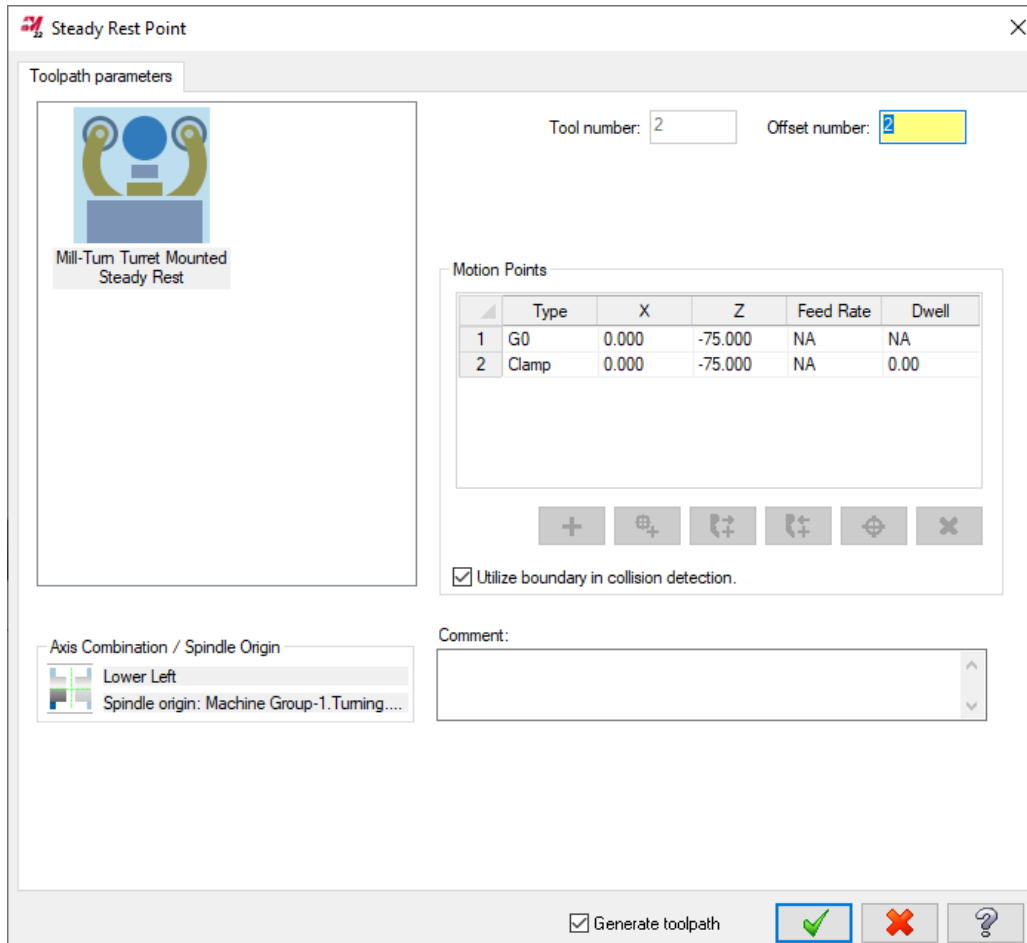 Steady Rest Point
Toolpath parameters
Mill-Turn Turret Mounted
Steady Rest
Tool number: 2
Offset number: 2
Motion Points
Type X Z Feed Rate Dwell
1 G0 0.000 -75.000 NA NA
2 Clamp 0.000 -75.000 NA 0.00
Utilize boundary in collision detection.
Axis Combination / Spindle Origin
Lower Left
Spindle origin: Machine Group-1.Turning....
Comment:
Generate toolpath